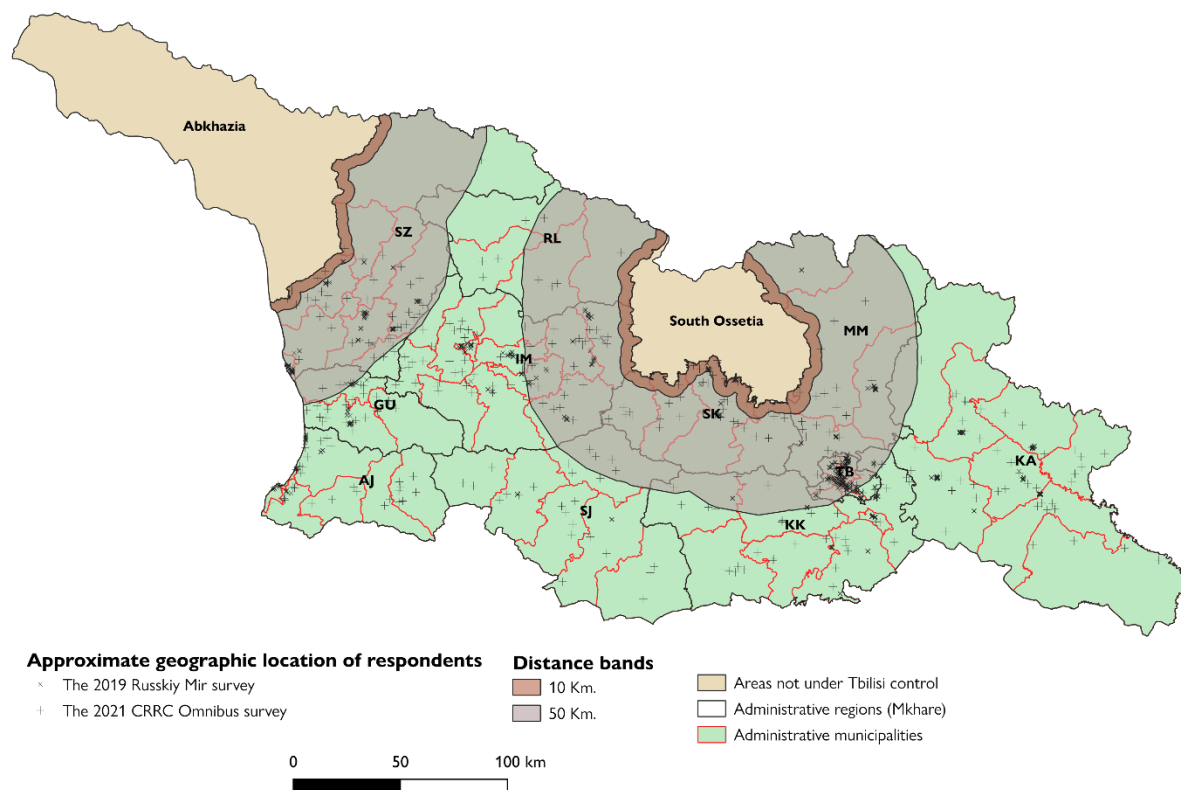 Abkhazia
SZ
RL
South Ossetia
MM
IM
SK
GU
TB
KA
AJ
SJ
KK
Approximate geographic location of respondents
The 2019 Russkiy Mir survey
The 2021 CRRC Omnibus survey
Distance bands
10 Km.
50 Km.
Areas not under Tbilisi control
Administrative regions (Mkhare)
Administrative municipalities
0 50 100 km